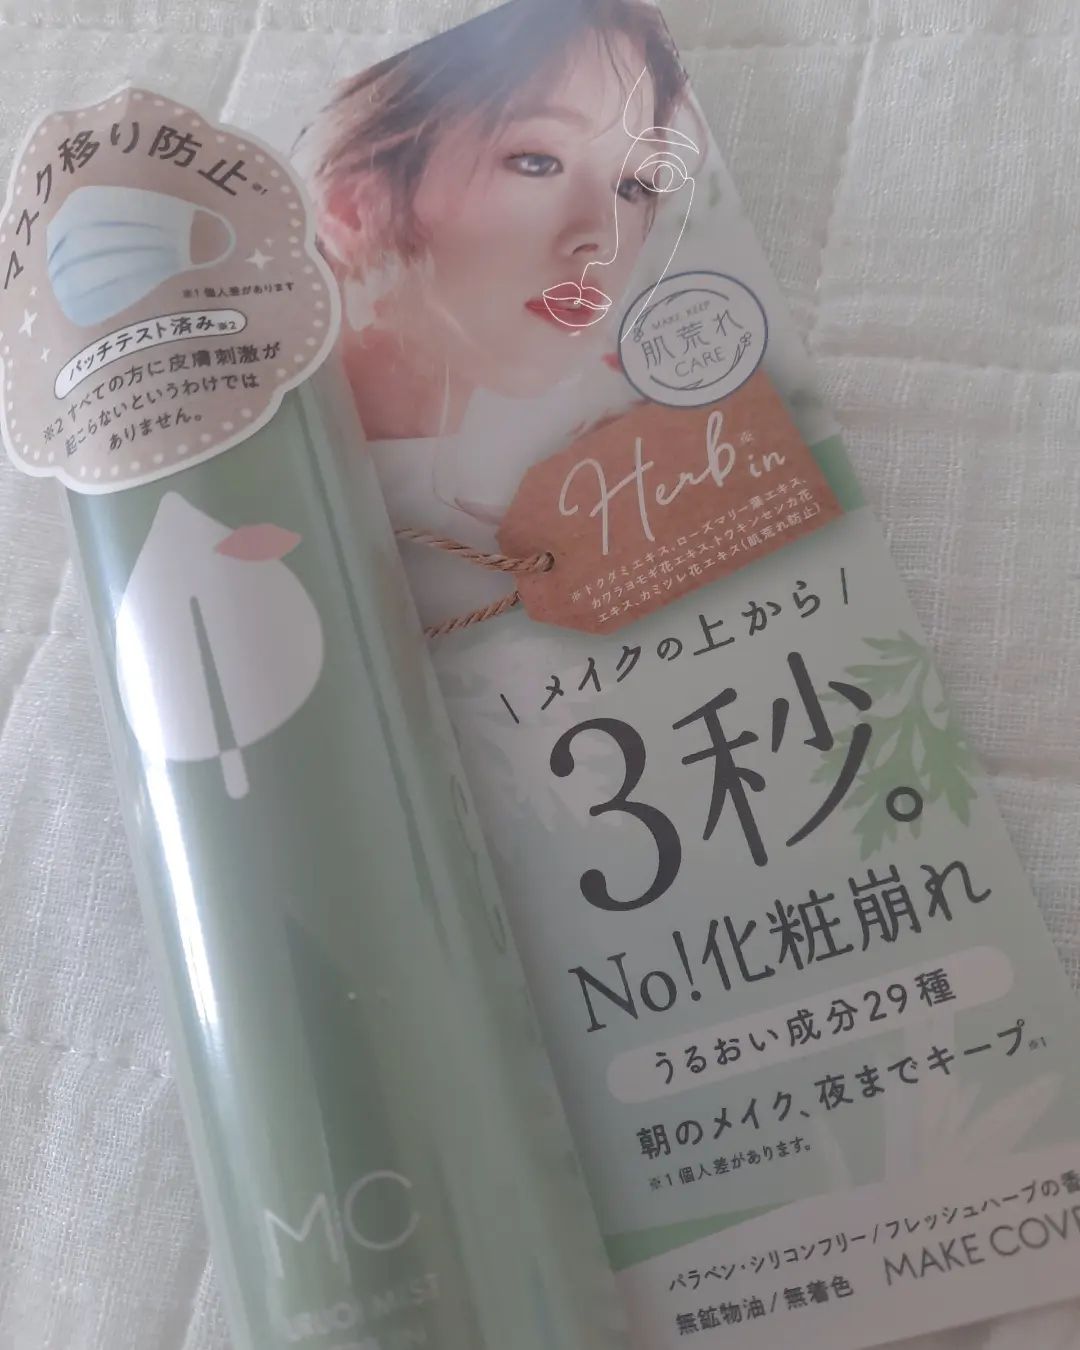 マスク移り防止※1
※1 個人差があります
パッチテスト済み※2
※2 すべての方に皮膚刺激が
起こらないというわけでは
ありません。
MAKE KEEP
肌荒れ
CARE
Herb in※
※トウグミエキス、ローズマリー葉エキス、
カワラヨモギ花エキス、トウキンセンカ花
エキス、カミツレ花エキス(肌荒れ防止)
\ メイクの上から /
3秒。
No!化粧崩れ
うるおい成分29種
朝のメイク、夜までキープ※1
※1 個人差があります。
パラベン・シリコンフリー/フレッシュハーブの香
無鉱物油/無着色
MAKE COVE
MC